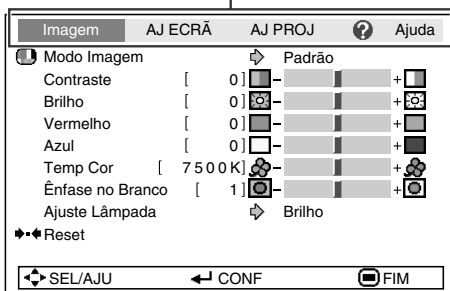 Imagem AJ ECRÃ AJ PROJ ? Ajuda
Modo Imagem Padrão
Contraste [ 0] - +
Brilho [ 0] - +
Vermelho [ 0] - +
Azul [ 0] - +
Temp Cor [ 7500K] - +
Ênfase no Branco [ 1] - +
Ajuste Lâmpada Brilho
Reset
SEL/AJU CONF FIM